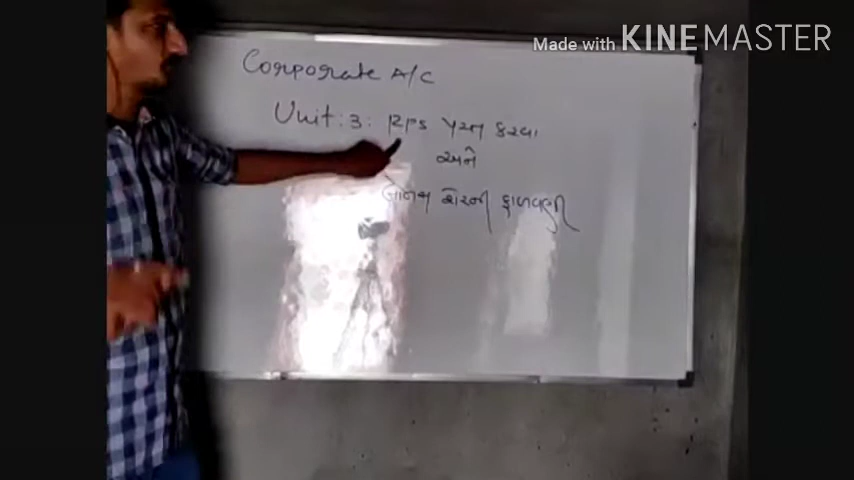 Made with KINEMASTER
Corporate A/C
Unit : 3 : RPS પરત કરવા
અને
બોનસ શેરની ફાળવણી